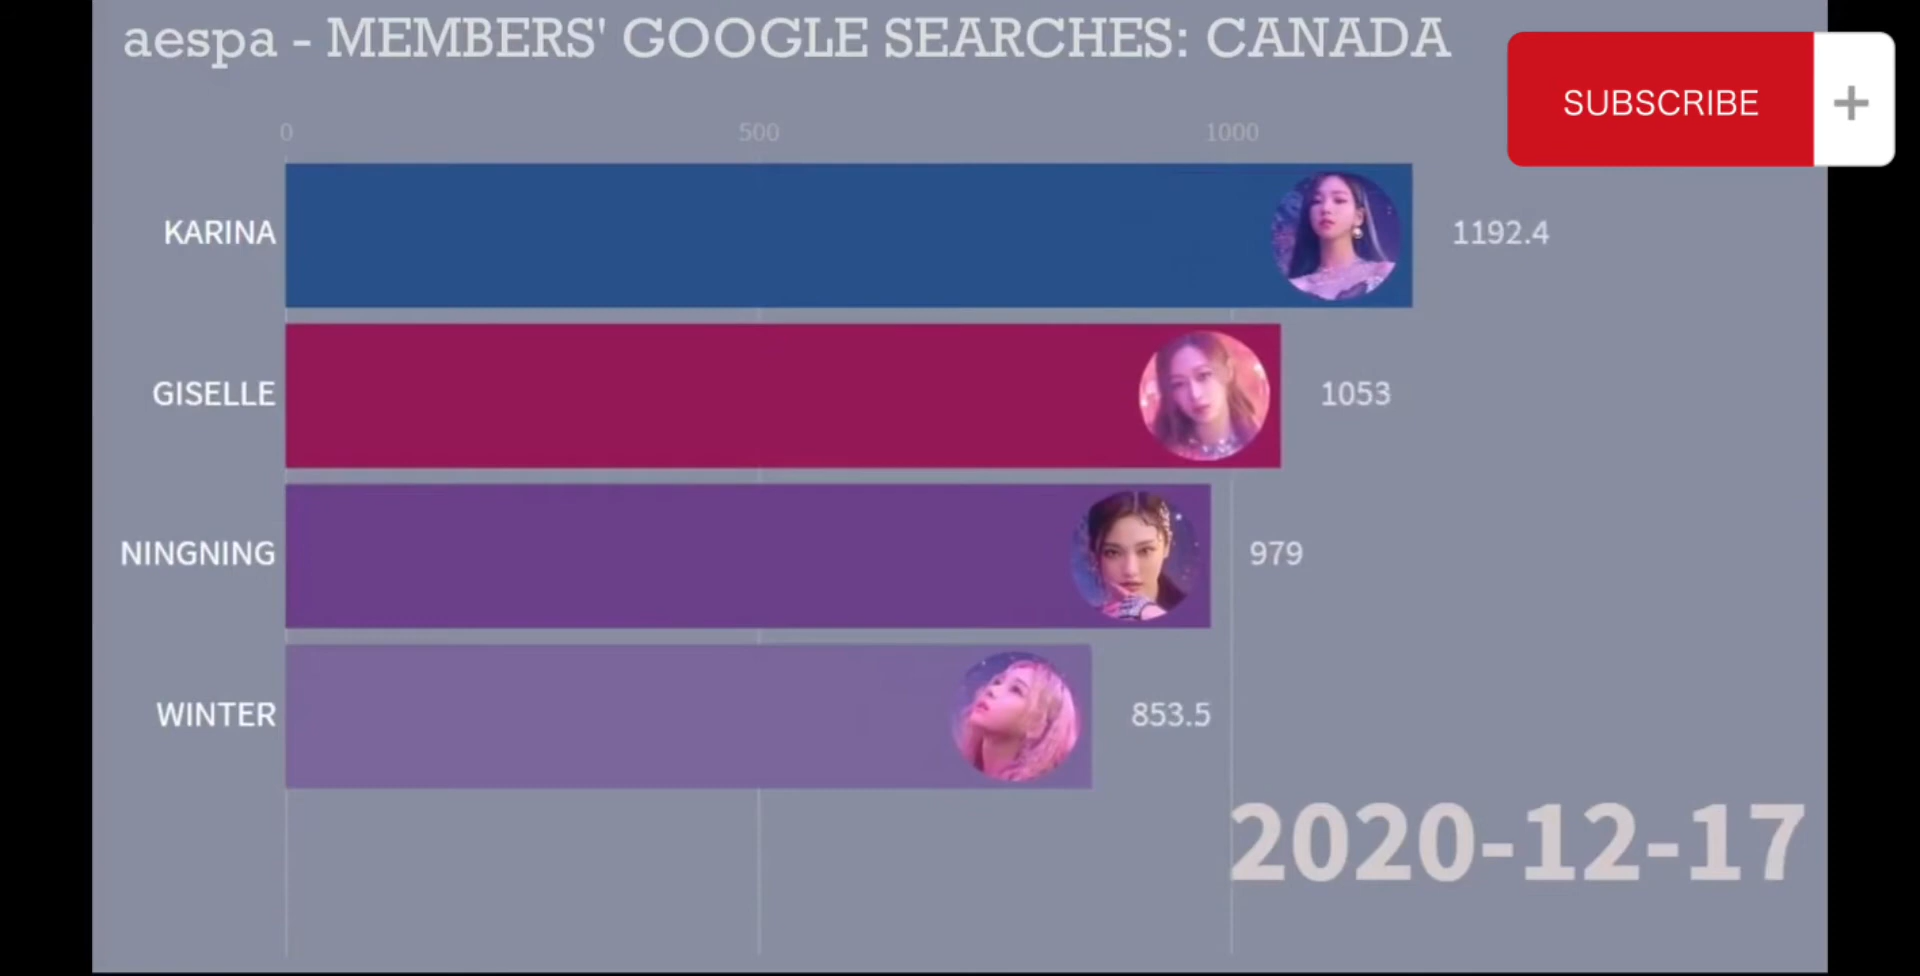 aespa - MEMBERS' GOOGLE SEARCHES: CANADA
SUBSCRIBE +
0 500 1000
KARINA 1192.4
GISELLE 1053
NINGNING 979
WINTER 853.5
2020-12-17